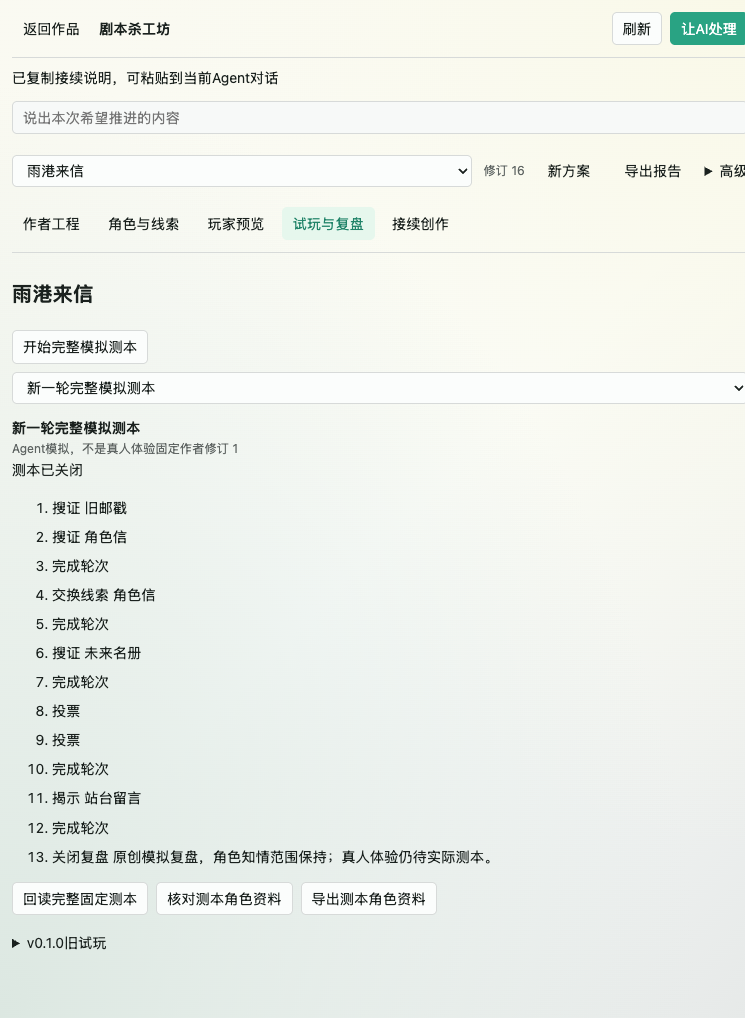 返回作品 剧本杀工坊 刷新 让AI处理
已复制接续说明，可粘贴到当前Agent对话
说出本次希望推进的内容
雨港来信 修订 16 新方案 导出报告 ▶ 高级
作者工程 角色与线索 玩家预览 试玩与复盘 接续创作
雨港来信
开始完整模拟测本
新一轮完整模拟测本
新一轮完整模拟测本
Agent模拟，不是真人体验固定作者修订 1
测本已关闭
1. 搜证 旧邮戳
2. 搜证 角色信
3. 完成轮次
4. 交换线索 角色信
5. 完成轮次
6. 搜证 未来名册
7. 完成轮次
8. 投票
9. 投票
10. 完成轮次
11. 揭示 站台留言
12. 完成轮次
13. 关闭复盘 原创模拟复盘，角色知情范围保持；真人体验仍待实际测本。
回读完整固定测本 核对测本角色资料 导出测本角色资料
▶ v0.1.0旧试玩